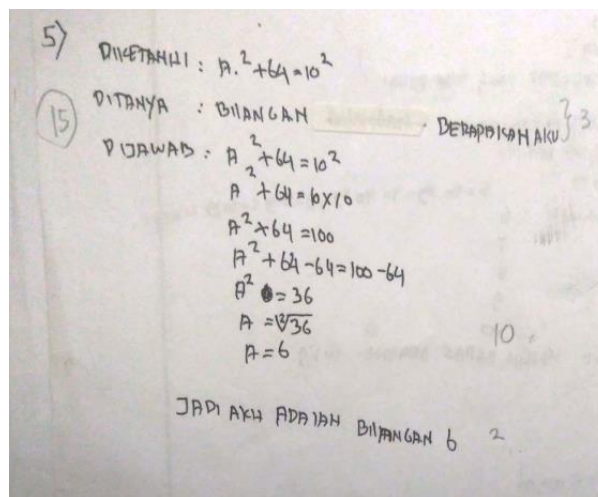 5)
DIKETAHUI : A.² + 64 = 10²
15
DITANYA : BILANGAN . BERAPAKAH AKU } 3
DIJAWAB : A² + 64 = 10²
A² + 64 = 10 x 10
A² + 64 = 100
A² + 64 - 64 = 100 - 64
A² = 36
A = √36
A = 6
10
JADI AKU ADALAH BILANGAN 6 2